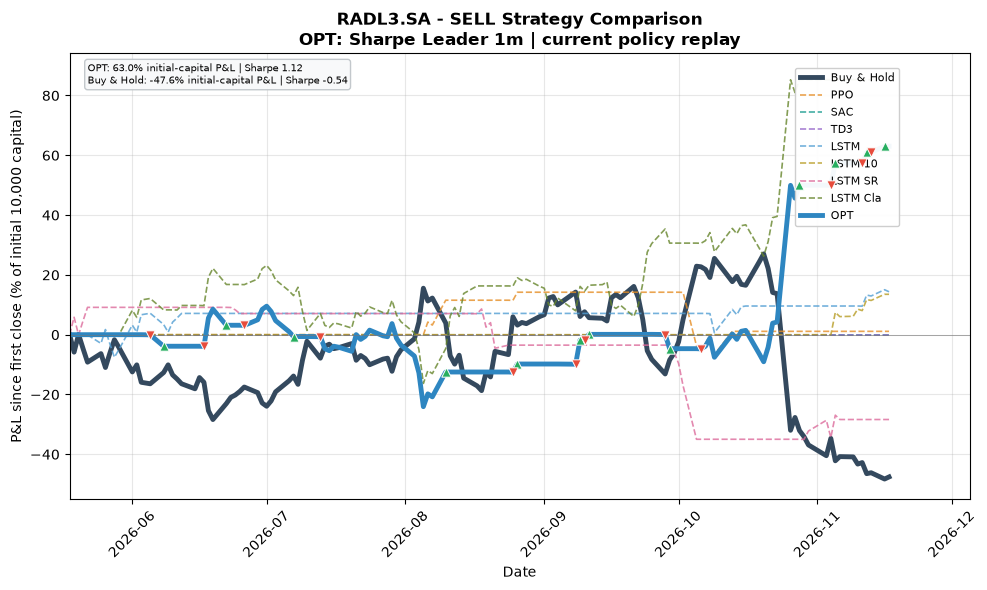 RADL3.SA - SELL Strategy Comparison
OPT: Sharpe Leader 1m | current policy replay
OPT: 63.0% initial-capital P&L | Sharpe 1.12
Buy & Hold: -47.6% initial-capital P&L | Sharpe -0.54
Buy & Hold
PPO
SAC
TD3
LSTM
LSTM 10
LSTM SR
LSTM Cla
OPT
P&L since first close (% of initial 10,000 capital)
80
60
40
20
0
−20
−40
2026-06
2026-07
2026-08
2026-09
2026-10
2026-11
2026-12
Date